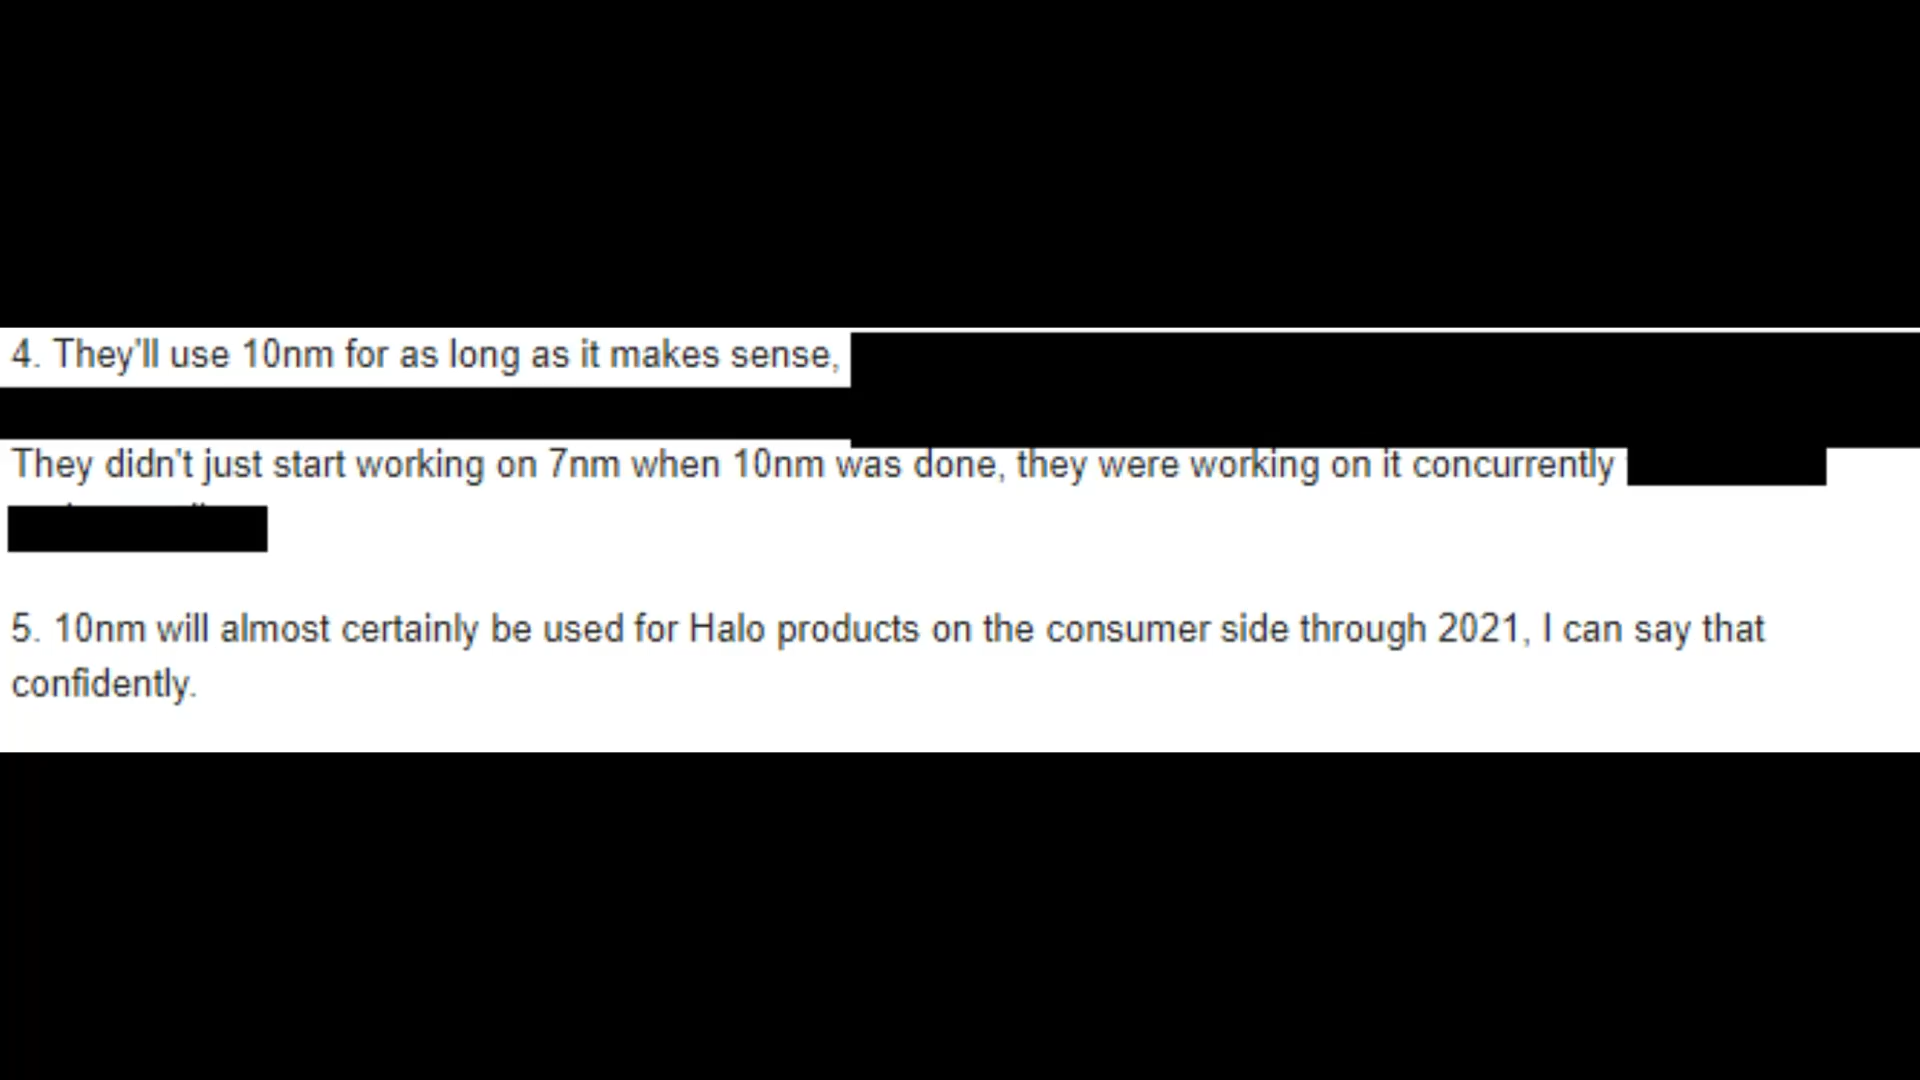 4. They'll use 10nm for as long as it makes sense,
They didn't just start working on 7nm when 10nm was done, they were working on it concurrently
5. 10nm will almost certainly be used for Halo products on the consumer side through 2021, I can say that
confidently.